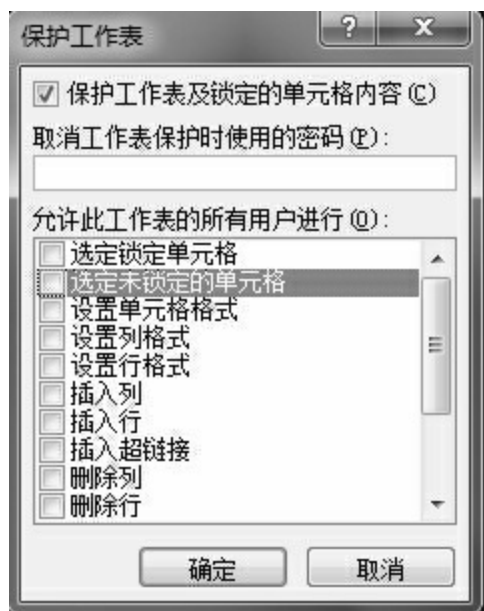 保护工作表
保护工作表及锁定的单元格内容(C)
取消工作表保护时使用的密码(P):
允许此工作表的所有用户进行(O):
选定锁定单元格
选定未锁定的单元格
设置单元格格式
设置列格式
设置行格式
插入列
插入行
插入超链接
删除列
删除行
确定 取消